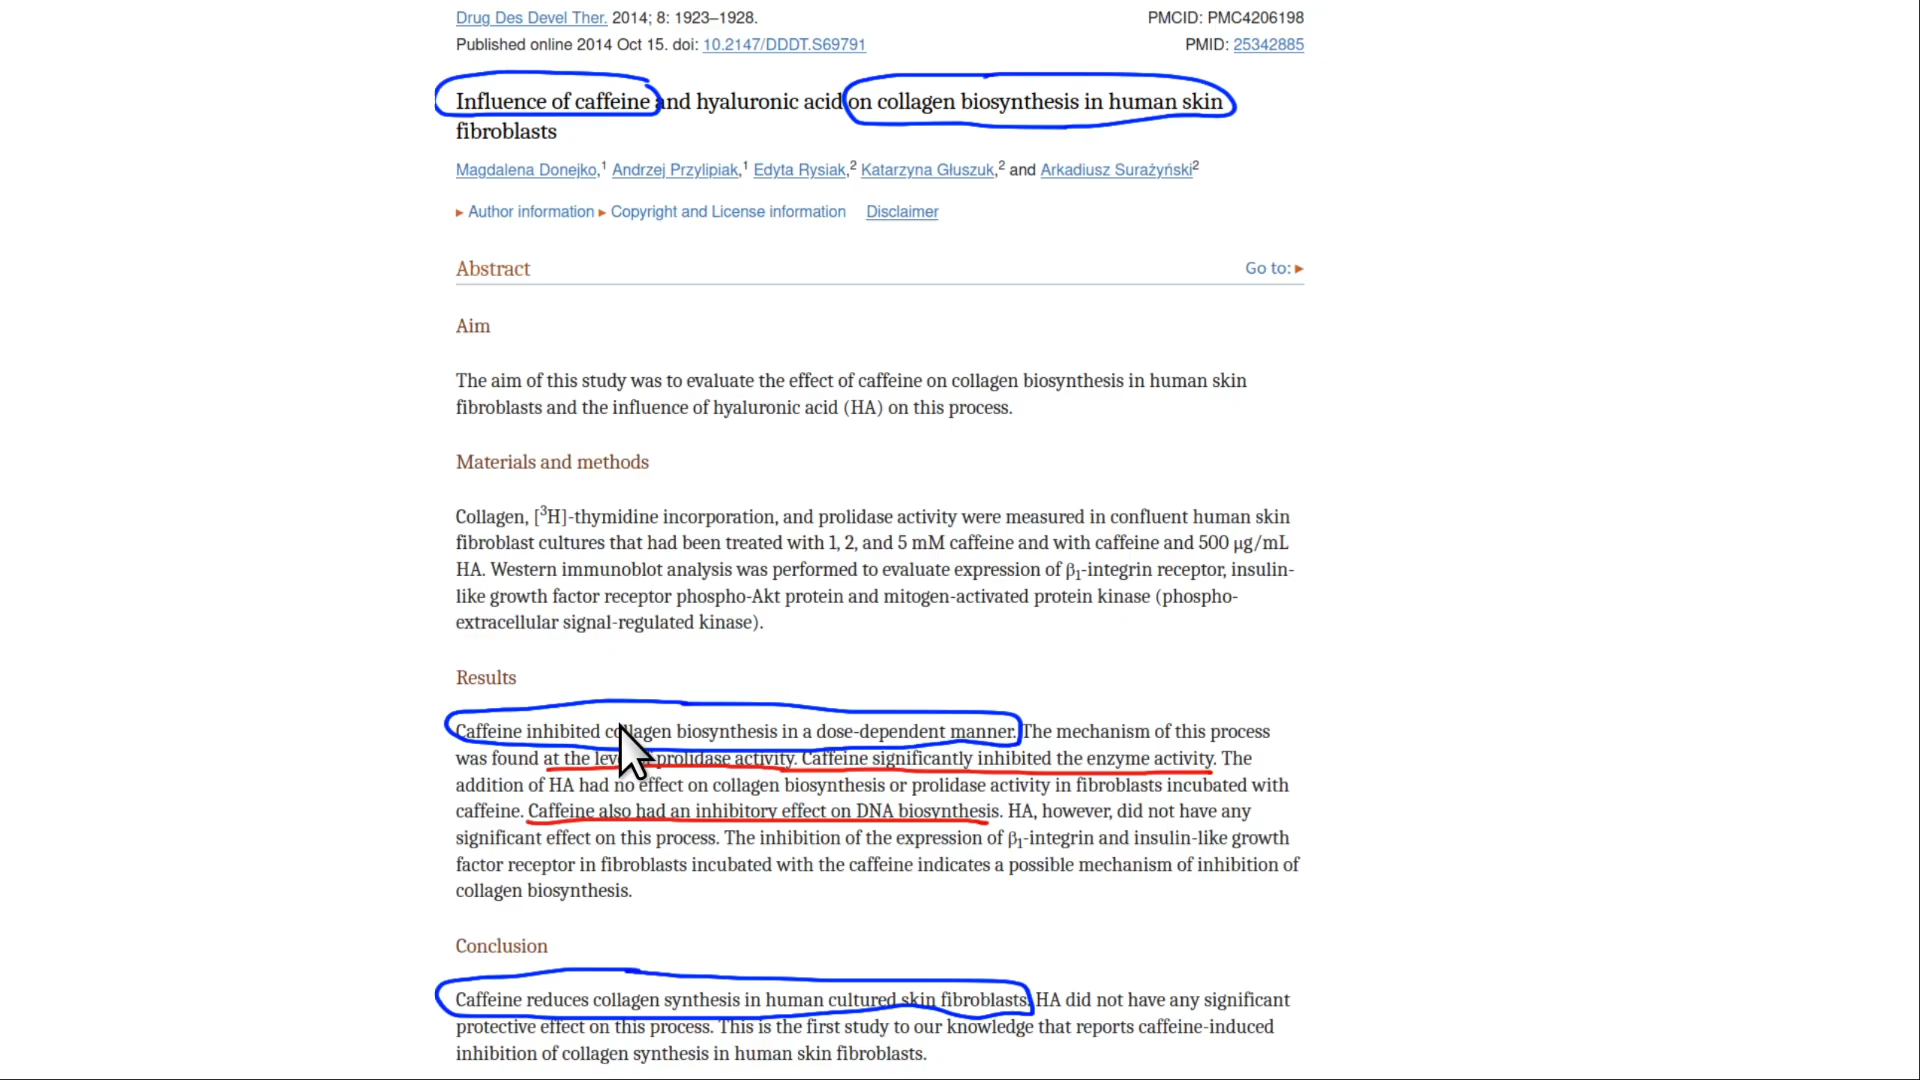 Drug Des Devel Ther. 2014; 8: 1923–1928. PMCID: PMC4206198
Published online 2014 Oct 15. doi: 10.2147/DDDT.S69791 PMID: 25342885
Influence of caffeine and hyaluronic acid on collagen biosynthesis in human skin
fibroblasts
Magdalena Donejko,1 Andrzej Przylipiak,1 Edyta Rysiak,2 Katarzyna Głuszuk,2 and Arkadiusz Surażyński2
▸ Author information ▸ Copyright and License information Disclaimer
Abstract Go to: ▸
Aim
The aim of this study was to evaluate the effect of caffeine on collagen biosynthesis in human skin
fibroblasts and the influence of hyaluronic acid (HA) on this process.
Materials and methods
Collagen, [3H]-thymidine incorporation, and prolidase activity were measured in confluent human skin
fibroblast cultures that had been treated with 1, 2, and 5 mM caffeine and with caffeine and 500 μg/mL
HA. Western immunoblot analysis was performed to evaluate expression of β1-integrin receptor, insulin-
like growth factor receptor phospho-Akt protein and mitogen-activated protein kinase (phospho-
extracellular signal-regulated kinase).
Results
Caffeine inhibited collagen biosynthesis in a dose-dependent manner. The mechanism of this process
was found at the prolidase activity. Caffeine significantly inhibited the enzyme activity. The
addition of HA had no effect on collagen biosynthesis or prolidase activity in fibroblasts incubated with
caffeine. Caffeine also had an inhibitory effect on DNA biosynthesis. HA, however, did not have any
significant effect on this process. The inhibition of the expression of β1-integrin and insulin-like growth
factor receptor in fibroblasts incubated with the caffeine indicates a possible mechanism of inhibition of
collagen biosynthesis.
Conclusion
Caffeine reduces collagen synthesis in human cultured skin fibroblasts. HA did not have any significant
protective effect on this process. This is the first study to our knowledge that reports caffeine-induced
inhibition of collagen synthesis in human skin fibroblasts.